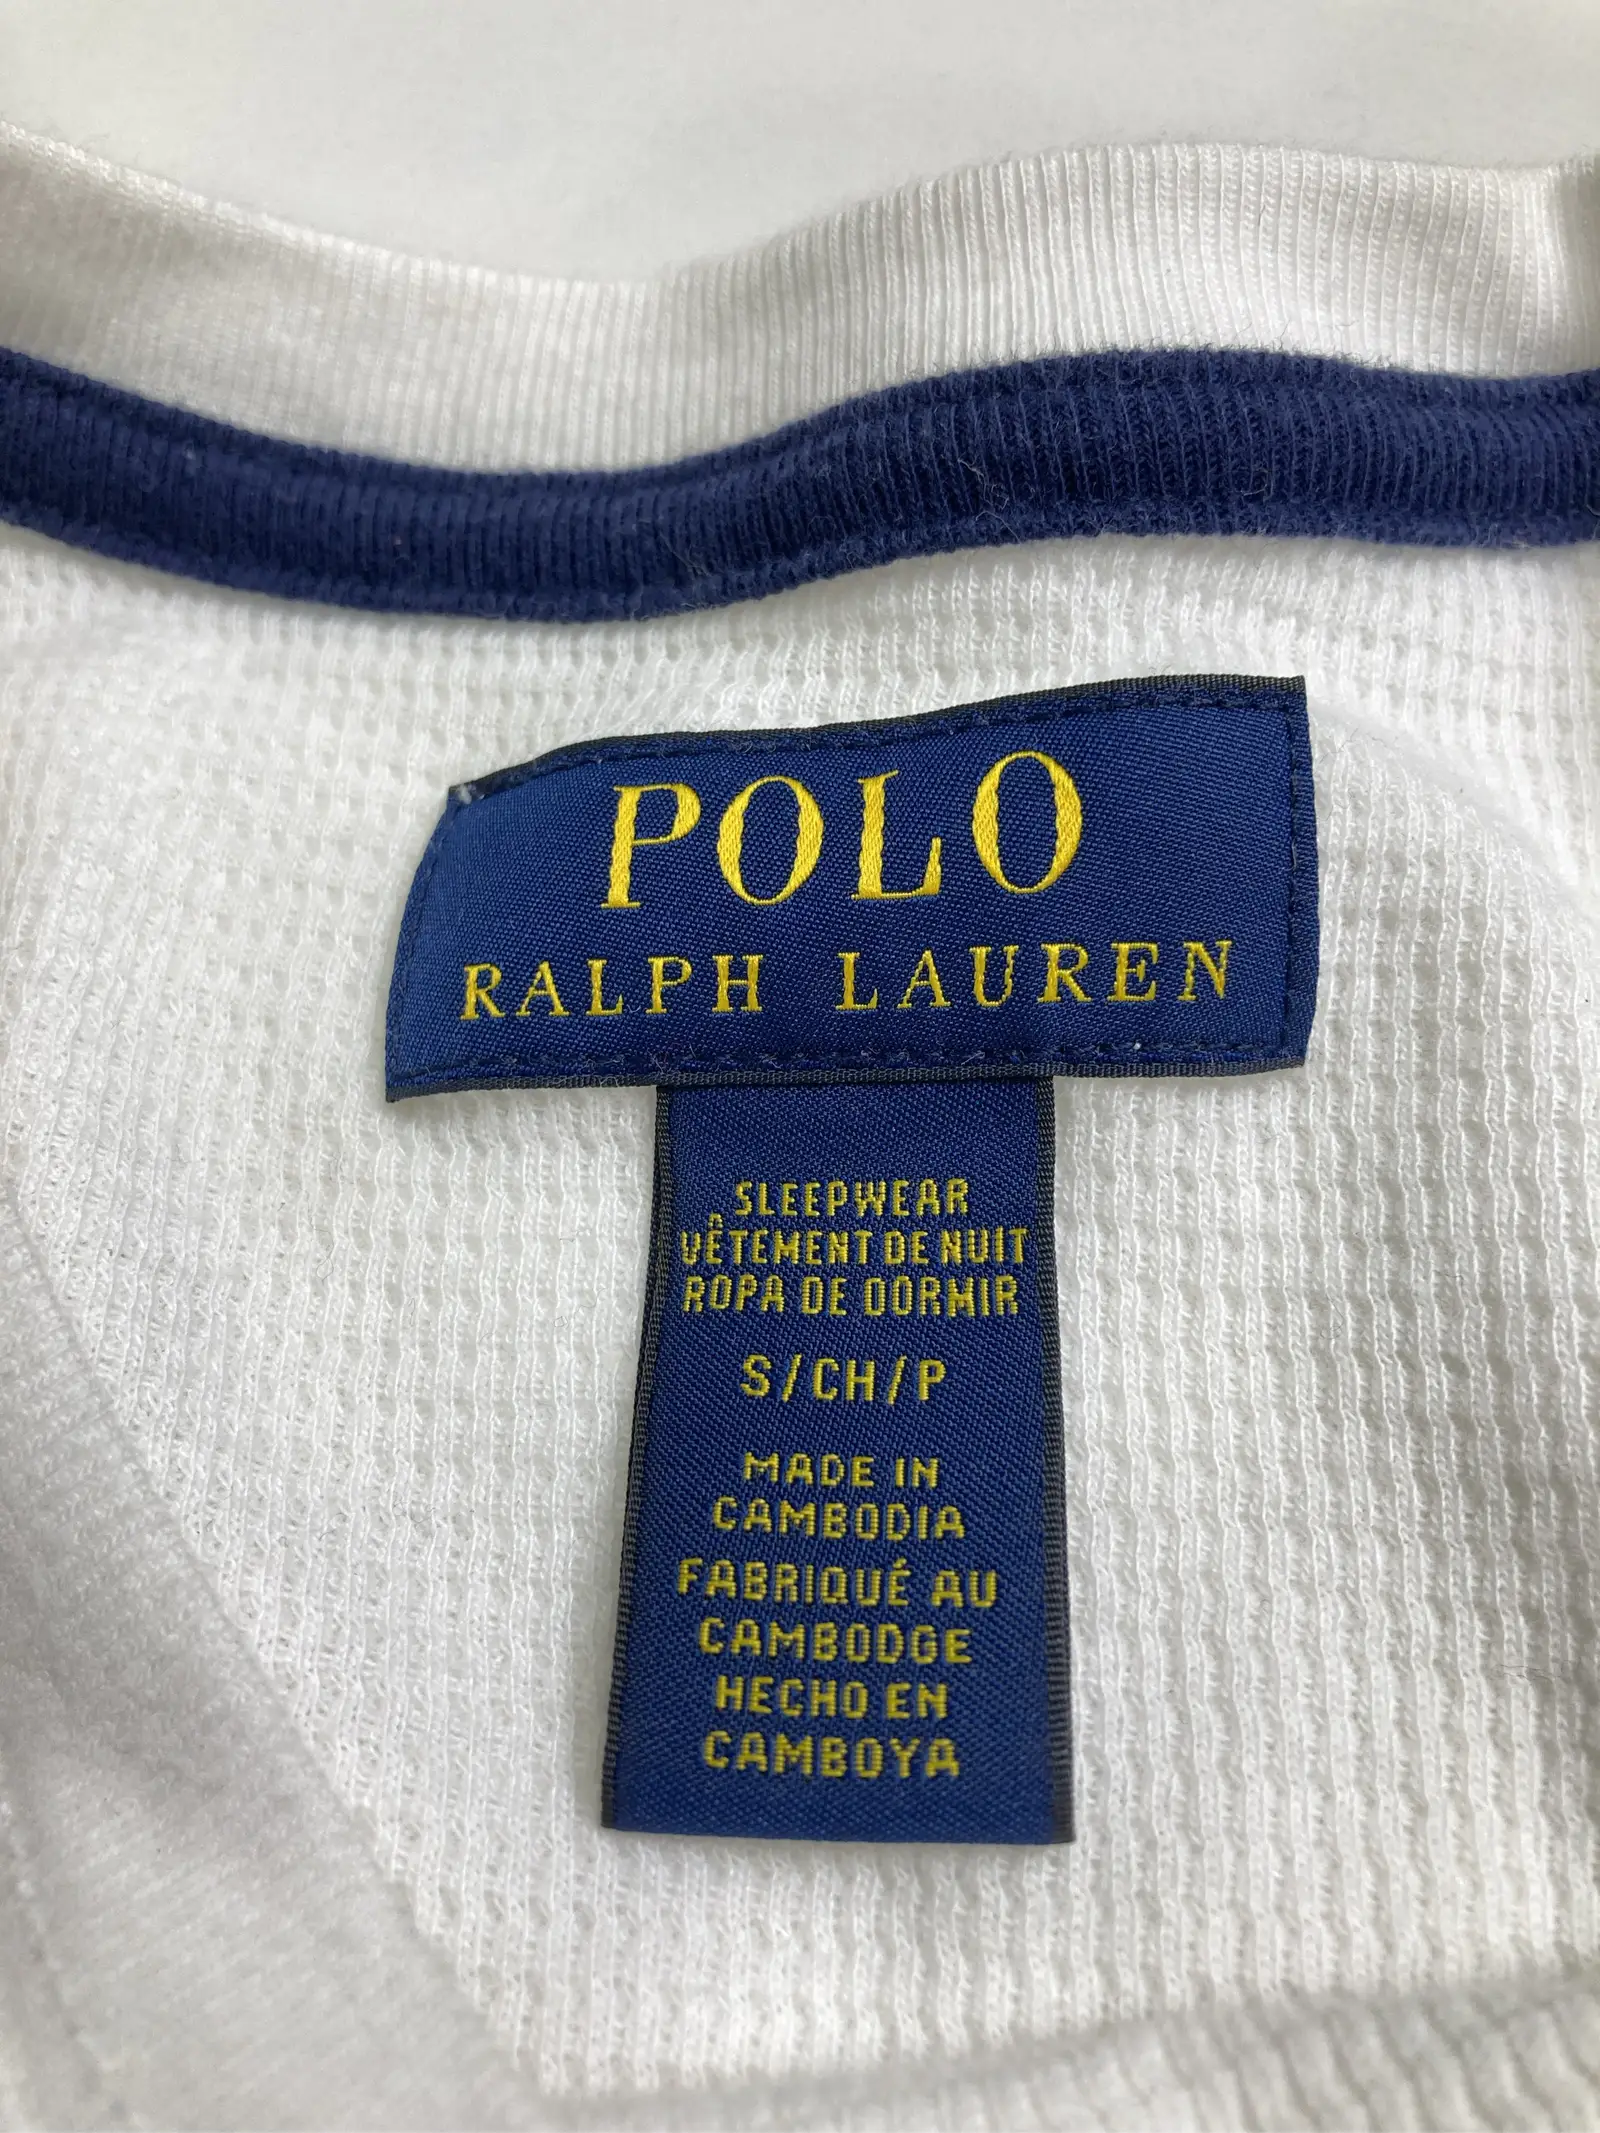 POLO
RALPH LAUREN
SLEEPWEAR
VÊTEMENT DE NUIT
ROPA DE DORMIR
S/CH/P
MADE IN
CAMBODIA
FABRIQUÉ AU
CAMBODGE
HECHO EN
CAMBOYA